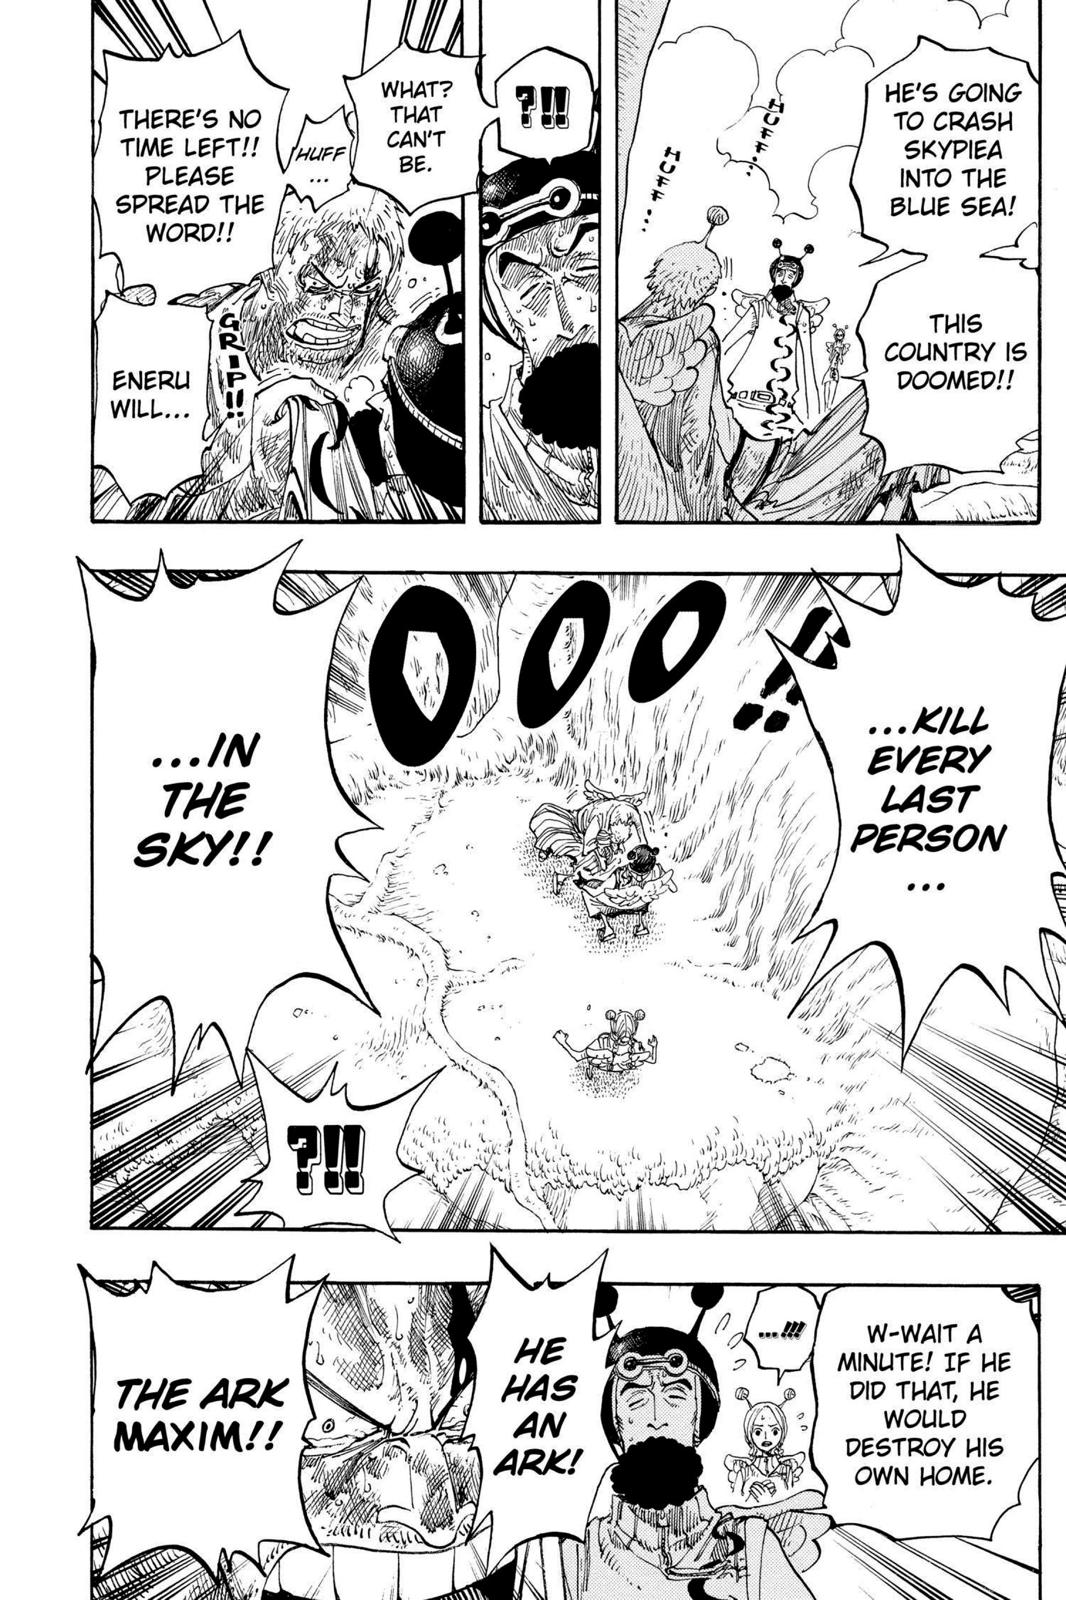 HE'S GOING
TO CRASH
SKYPIEA
INTO THE
BLUE SEA!
THIS
COUNTRY IS
DOOMED!!
HUFF...
HUFF...
?!!
WHAT?
THAT
CAN'T
BE.
HUFF
...
THERE'S NO
TIME LEFT!!
PLEASE
SPREAD THE
WORD!!
GRIP!!
ENERU
WILL...
...KILL
EVERY
LAST
PERSON
...
OOO!!
...IN
THE
SKY!!
?!!
W-WAIT A
MINUTE! IF HE
DID THAT, HE
WOULD
DESTROY HIS
OWN HOME.
...!!!
HE
HAS
AN
ARK!
THE ARK
MAXIM!!